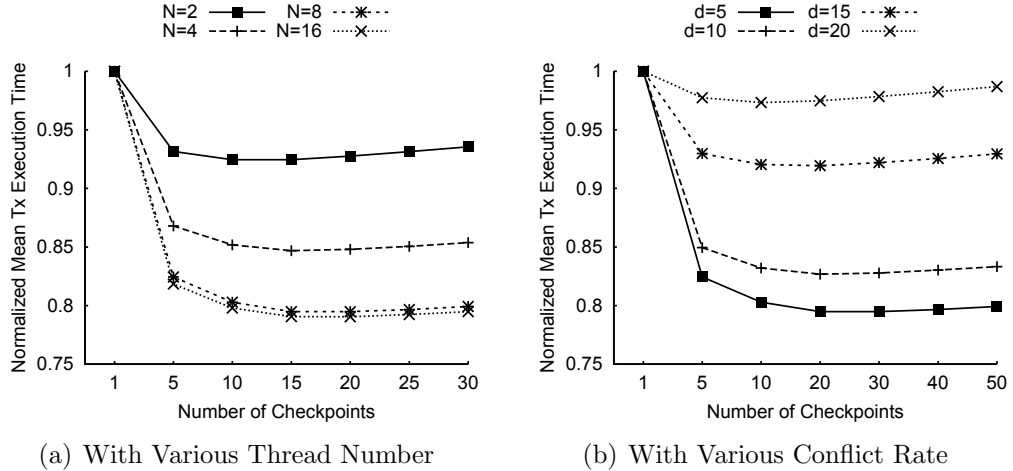 N=2 N=8
N=4 N=16
Normalized Mean Tx Execution Time
1
0.95
0.9
0.85
0.8
0.75
1 5 10 15 20 25 30
Number of Checkpoints
(a) With Various Thread Number
d=5 d=15
d=10 d=20
Normalized Mean Tx Execution Time
1
0.95
0.9
0.85
0.8
0.75
1 5 10 20 30 40 50
Number of Checkpoints
(b) With Various Conflict Rate